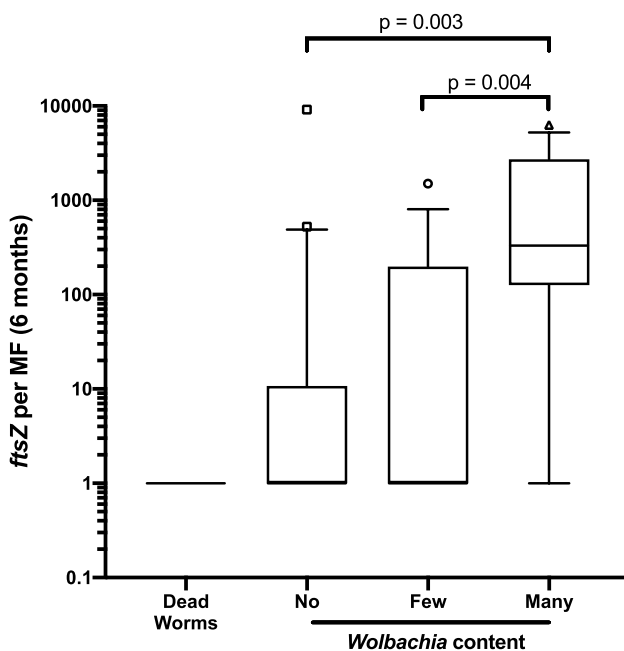 p = 0.003
p = 0.004
ftsZ per MF (6 months)
10000
1000
100
10
1
0.1
Dead
Worms
No
Few
Many
Wolbachia content